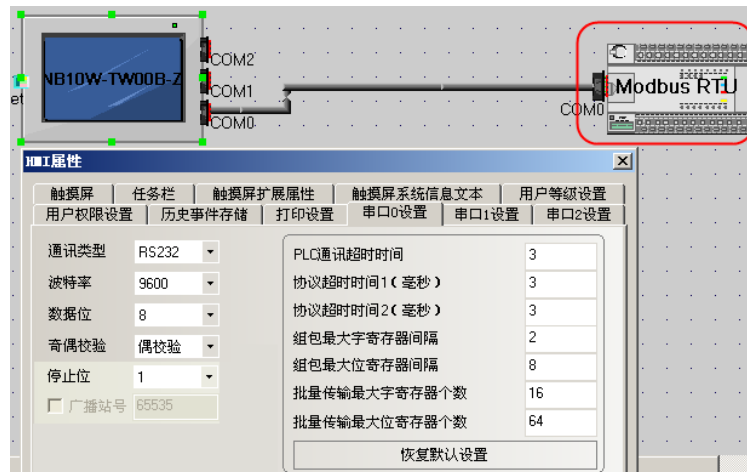 NB10W-TW00B-Z
COM2
COM1
COM0
et
Modbus RTU
COM0
HMI属性
触摸屏 任务栏 触摸屏扩展属性 触摸屏系统信息文本 用户等级设置
用户权限设置 历史事件存储 打印设置 串口0设置 串口1设置 串口2设置
通讯类型 RS232
波特率 9600
数据位 8
奇偶校验 偶校验
停止位 1
广播站号 65535
PLC通讯超时时间 3
协议超时时间1(毫秒) 3
协议超时时间2(毫秒) 3
组包最大字寄存器间隔 2
组包最大位寄存器间隔 8
批量传输最大字寄存器个数 16
批量传输最大位寄存器个数 64
恢复默认设置